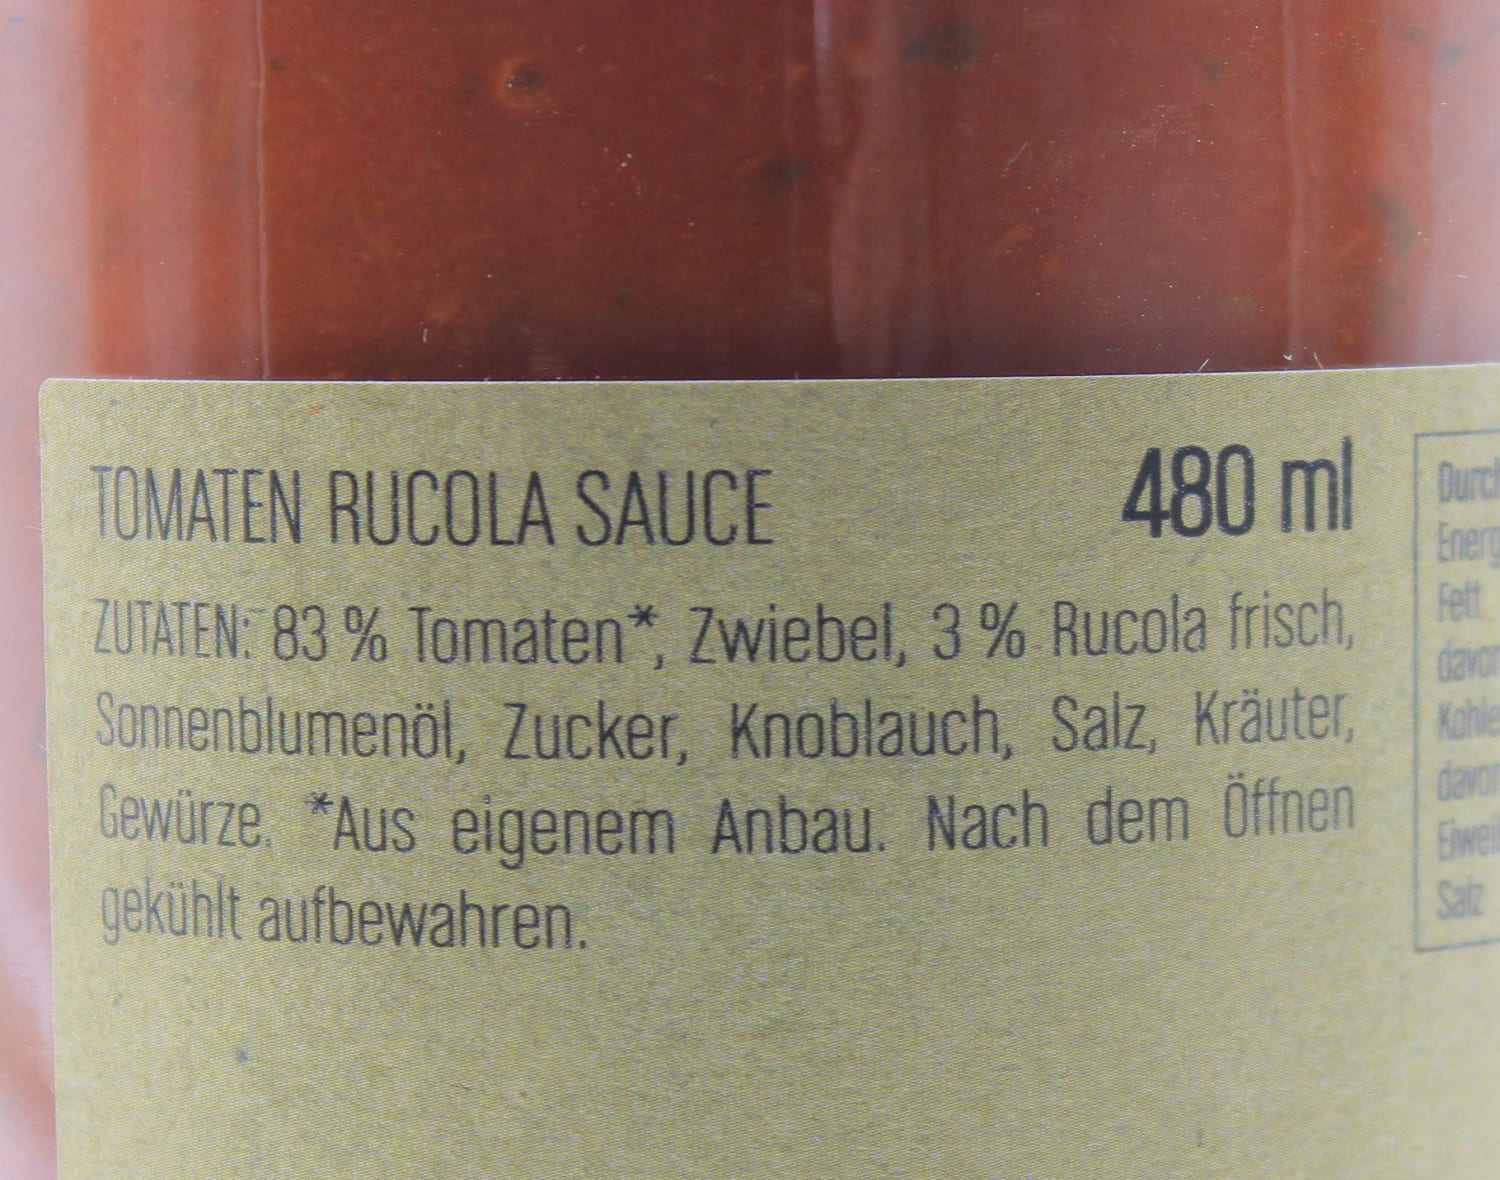 TOMATEN RUCOLA SAUCE 480 ml
ZUTATEN: 83 % Tomaten*, Zwiebel, 3 % Rucola frisch,
Sonnenblumenöl, Zucker, Knoblauch, Salz, Kräuter,
Gewürze. *Aus eigenem Anbau. Nach dem Öffnen
gekühlt aufbewahren.
Fett
Salz